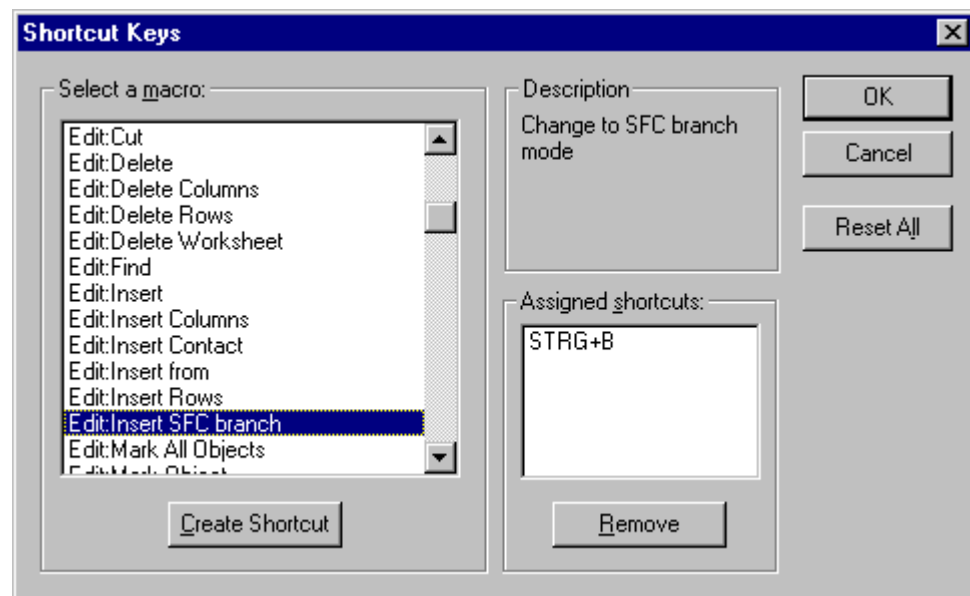 Shortcut Keys
Select a macro:
Edit:Cut
Edit:Delete
Edit:Delete Columns
Edit:Delete Rows
Edit:Delete Worksheet
Edit:Find
Edit:Insert
Edit:Insert Columns
Edit:Insert Contact
Edit:Insert from
Edit:Insert Rows
Edit:Insert SFC branch
Edit:Mark All Objects
Edit:Mark Object
Create Shortcut
Description
Change to SFC branch
mode
Assigned shortcuts:
STRG+B
Remove
OK
Cancel
Reset All